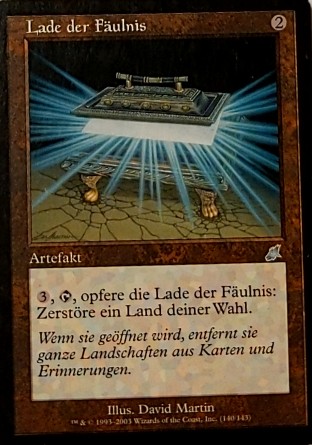 Lade der Fäulnis 2
Artefakt
3, opfere die Lade der Fäulnis:
Zerstöre ein Land deiner Wahl.
Wenn sie geöffnet wird, entfernt sie
ganze Landschaften aus Karten und
Erinnerungen.
Illus. David Martin
™ & © 1993-2003 Wizards of the Coast, Inc. (140/143)